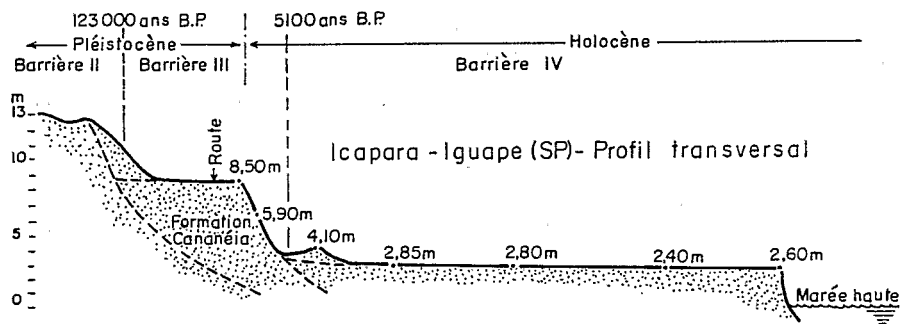 123000 ans B.P. 5100 ans B.P.
Pléistocène Holocène
Barrière II Barrière III Barrière IV
m
13
10
5
0
Route
Icapara - Iguape (SP) - Profil transversal
8,50m
5,90m
Formation
Cananéia
4,10m
2,85m 2,80m 2,40m 2,60m
Marée haute